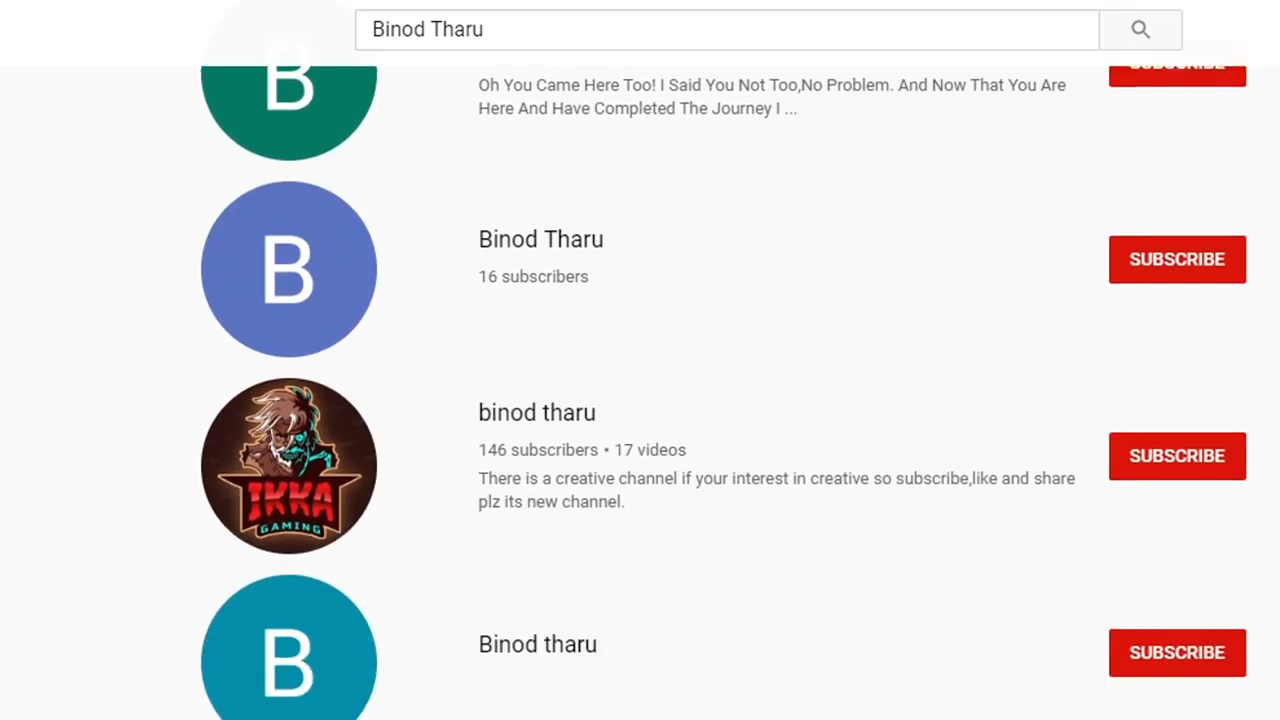 Binod Tharu
B
SUBSCRIBE
Oh You Came Here Too! I Said You Not Too,No Problem. And Now That You Are
Here And Have Completed The Journey I ...
B
Binod Tharu
16 subscribers
SUBSCRIBE
IKKA
GAMING
binod tharu
146 subscribers • 17 videos
There is a creative channel if your interest in creative so subscribe,like and share
plz its new channel.
SUBSCRIBE
B
Binod tharu
SUBSCRIBE